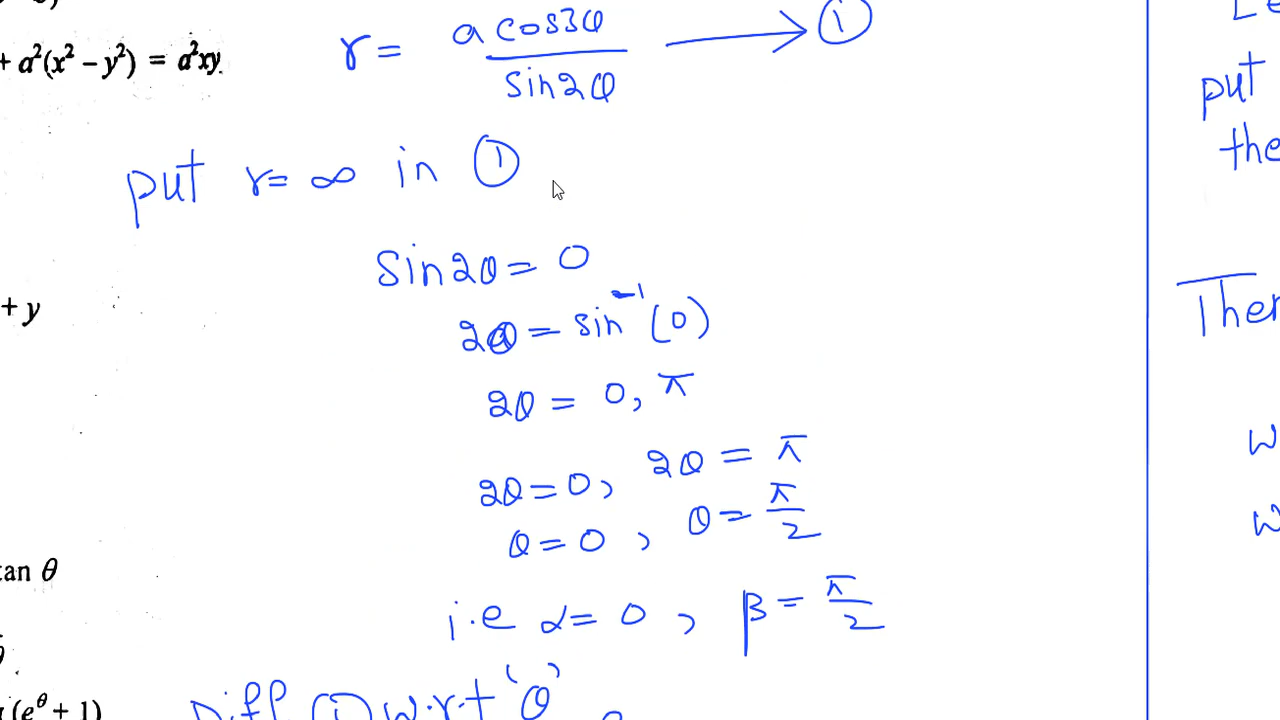 + a²(x² − y²) = a²xy.
r = a cos3θ / sin2θ ⟶ ①
put r = ∞ in ①
sin2θ = 0
2θ = sin⁻¹(0)
2θ = 0, π
2θ = 0, 2θ = π
θ = 0, θ = π/2
i.e α = 0, β = π/2
Diff ① w.r.t 'θ'
+ y
tan θ
(e^θ + 1)
put
Ther
w
w